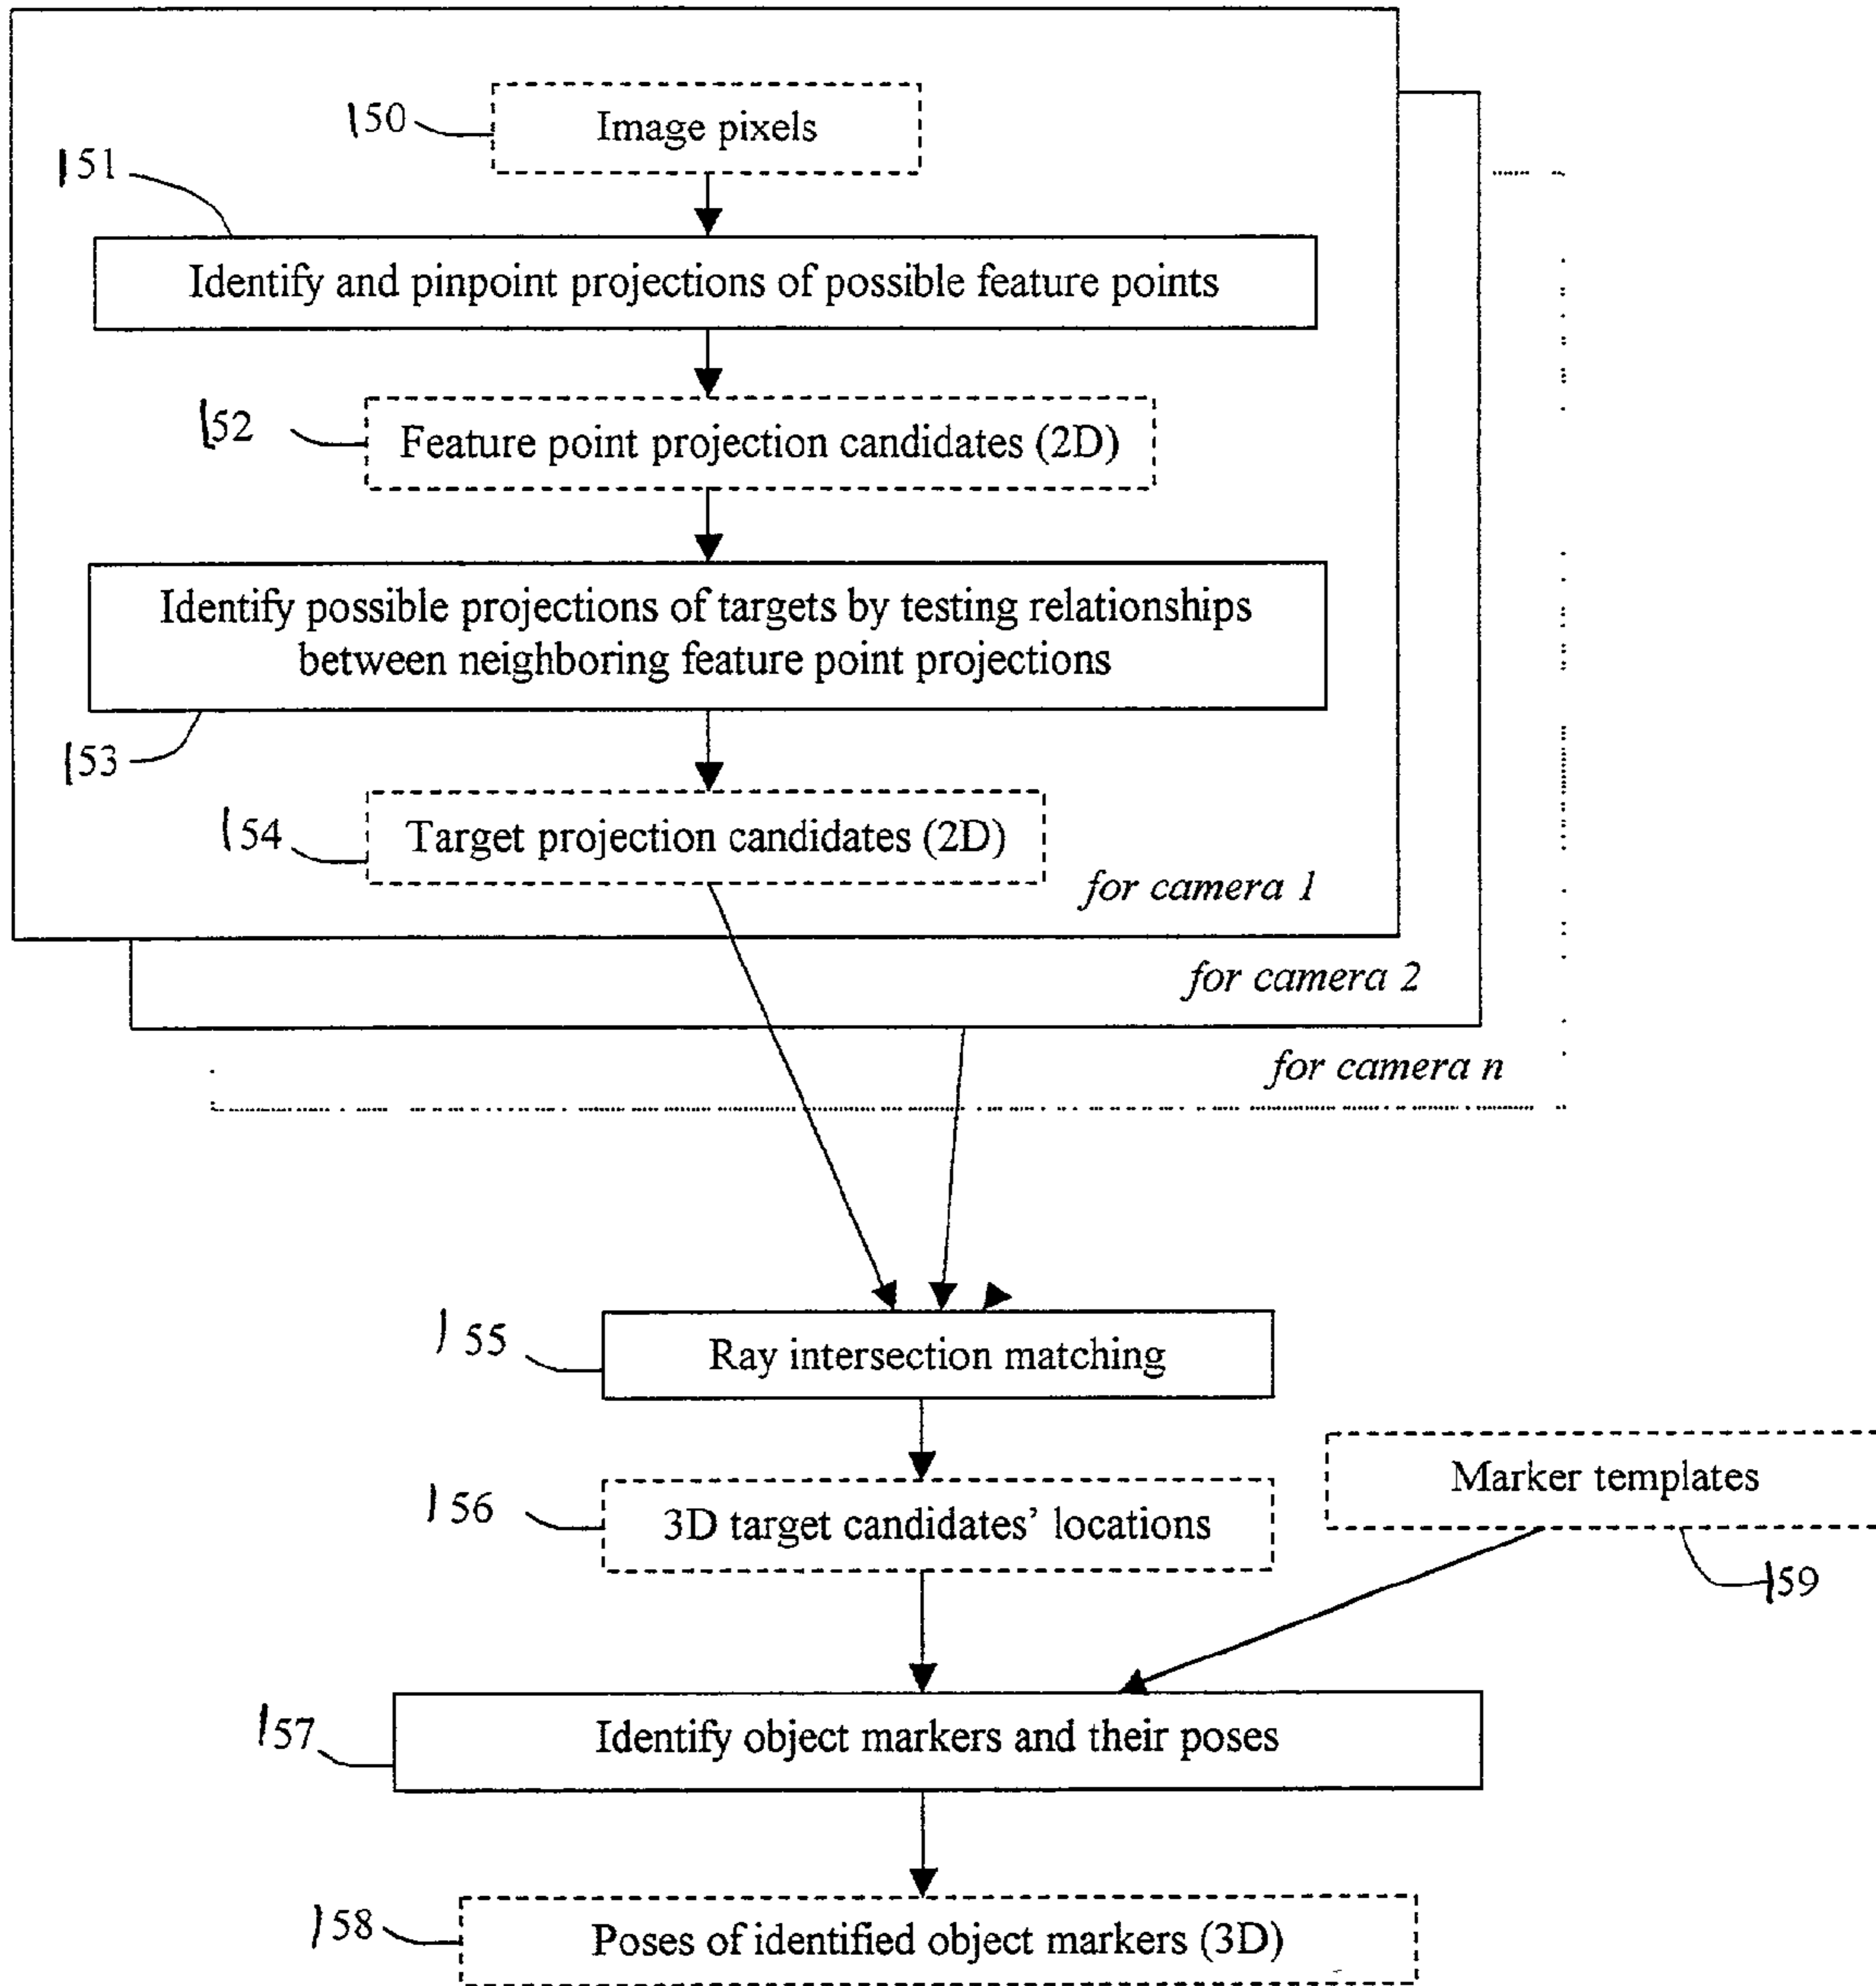 150
Image pixels
151
Identify and pinpoint projections of possible feature points
152
Feature point projection candidates (2D)
Identify possible projections of targets by testing relationships
between neighboring feature point projections
153
154
Target projection candidates (2D)
for camera 1
for camera 2
for camera n
155
Ray intersection matching
156
3D target candidates' locations
Marker templates
159
157
Identify object markers and their poses
158
Poses of identified object markers (3D)